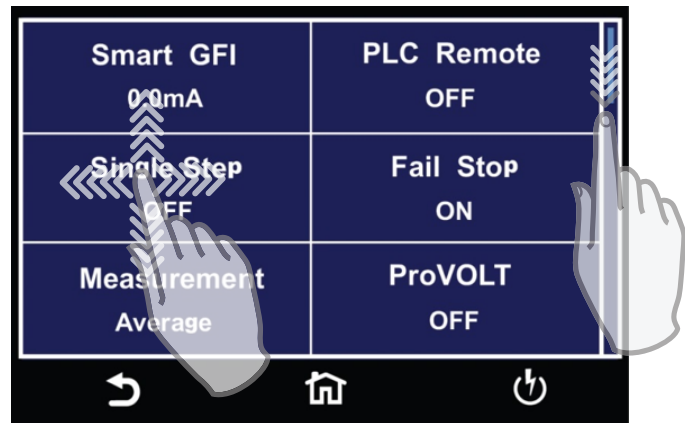 Smart GFI
0.0mA
PLC Remote
OFF
Single Step
OFF
Fail Stop
ON
Measurement
Average
ProVOLT
OFF